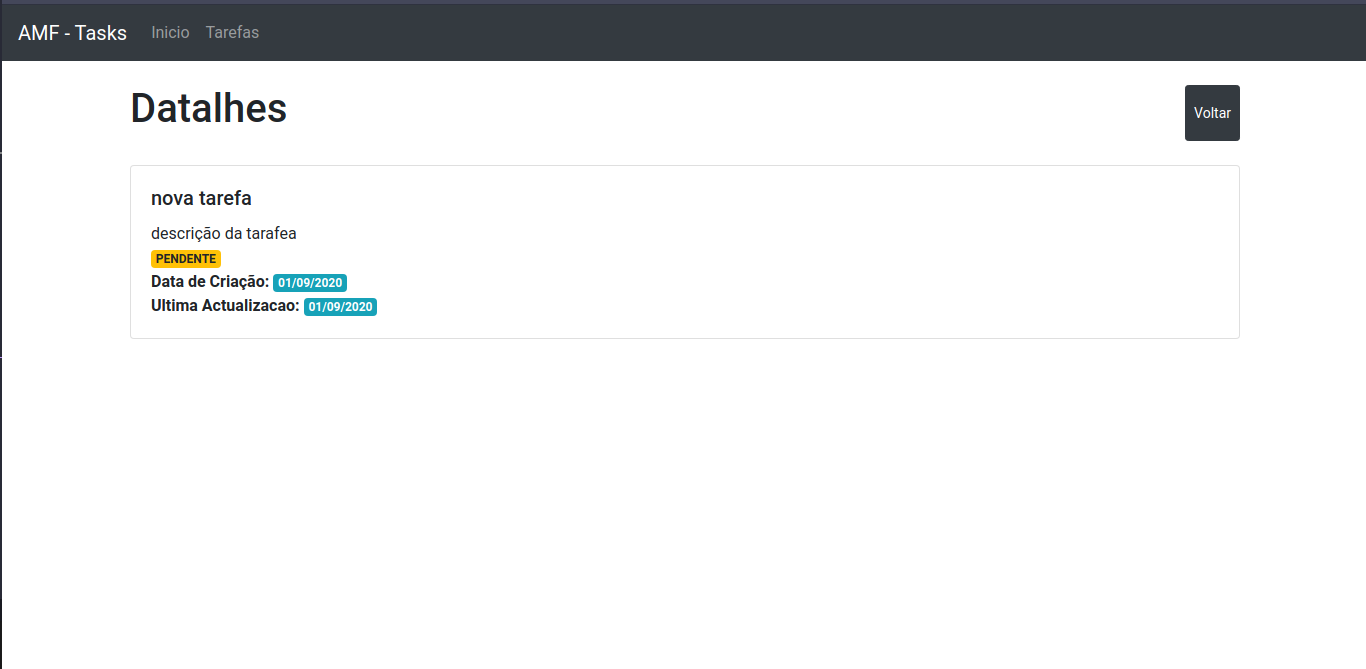 AMF - Tasks Inicio Tarefas
Datalhes
Voltar
nova tarefa
descrição da tarafea
PENDENTE
Data de Criação: 01/09/2020
Ultima Actualizacao: 01/09/2020